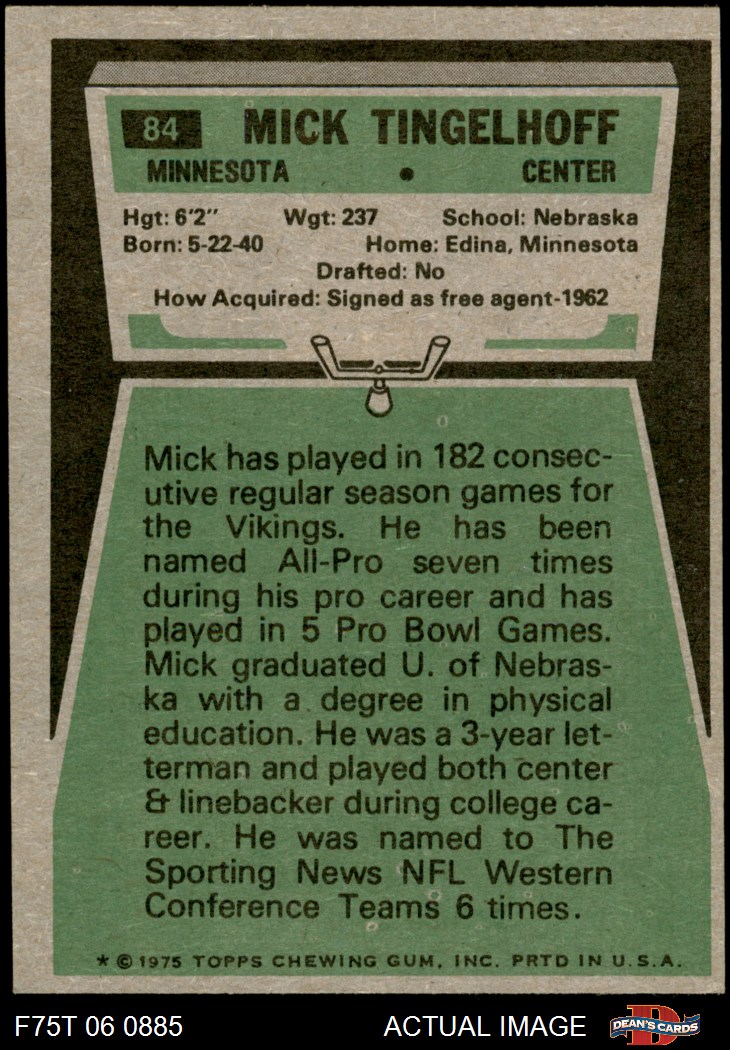 84 MICK TINGELHOFF
MINNESOTA • CENTER
Hgt: 6'2" Wgt: 237 School: Nebraska
Born: 5-22-40 Home: Edina, Minnesota
Drafted: No
How Acquired: Signed as free agent-1962
Mick has played in 182 consec-
utive regular season games for
the Vikings. He has been
named All-Pro seven times
during his pro career and has
played in 5 Pro Bowl Games.
Mick graduated U. of Nebras-
ka with a degree in physical
education. He was a 3-year let-
terman and played both center
& linebacker during college ca-
reer. He was named to The
Sporting News NFL Western
Conference Teams 6 times.
* © 1975 TOPPS CHEWING GUM, INC. PRTD IN U.S.A.
F75T 06 0885 ACTUAL IMAGE D DEAN'S CARDS